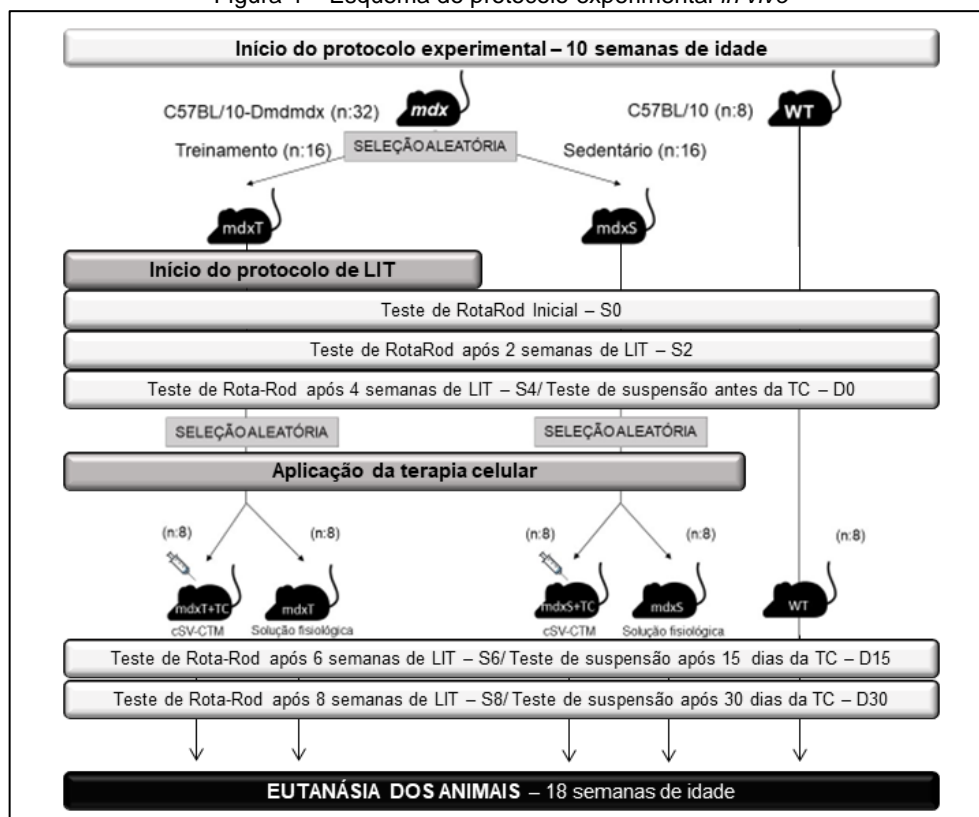 Figura 1 – Esquema do protocolo experimental in vivo
Início do protocolo experimental – 10 semanas de idade
C57BL/10-Dmdmdx (n:32)
mdx
C57BL/10 (n:8)
WT
Treinamento (n:16)
SELEÇÃO ALEATÓRIA
Sedentário (n:16)
mdxT
mdxS
Início do protocolo de LIT
Teste de RotaRod Inicial – S0
Teste de RotaRod após 2 semanas de LIT – S2
Teste de Rota-Rod após 4 semanas de LIT – S4/ Teste de suspensão antes da TC – D0
SELEÇÃO ALEATÓRIA
SELEÇÃO ALEATÓRIA
Aplicação da terapia celular
(n:8)
(n:8)
(n:8)
(n:8)
(n:8)
mdxT+TC
mdxT
mdxS+TC
mdxS
WT
cSV-CTM
Solução fisiológica
cSV-CTM
Solução fisiológica
Teste de Rota-Rod após 6 semanas de LIT – S6/ Teste de suspensão após 15 dias da TC – D15
Teste de Rota-Rod após 8 semanas de LIT – S8/ Teste de suspensão após 30 dias da TC – D30
EUTANÁSIA DOS ANIMAIS – 18 semanas de idade